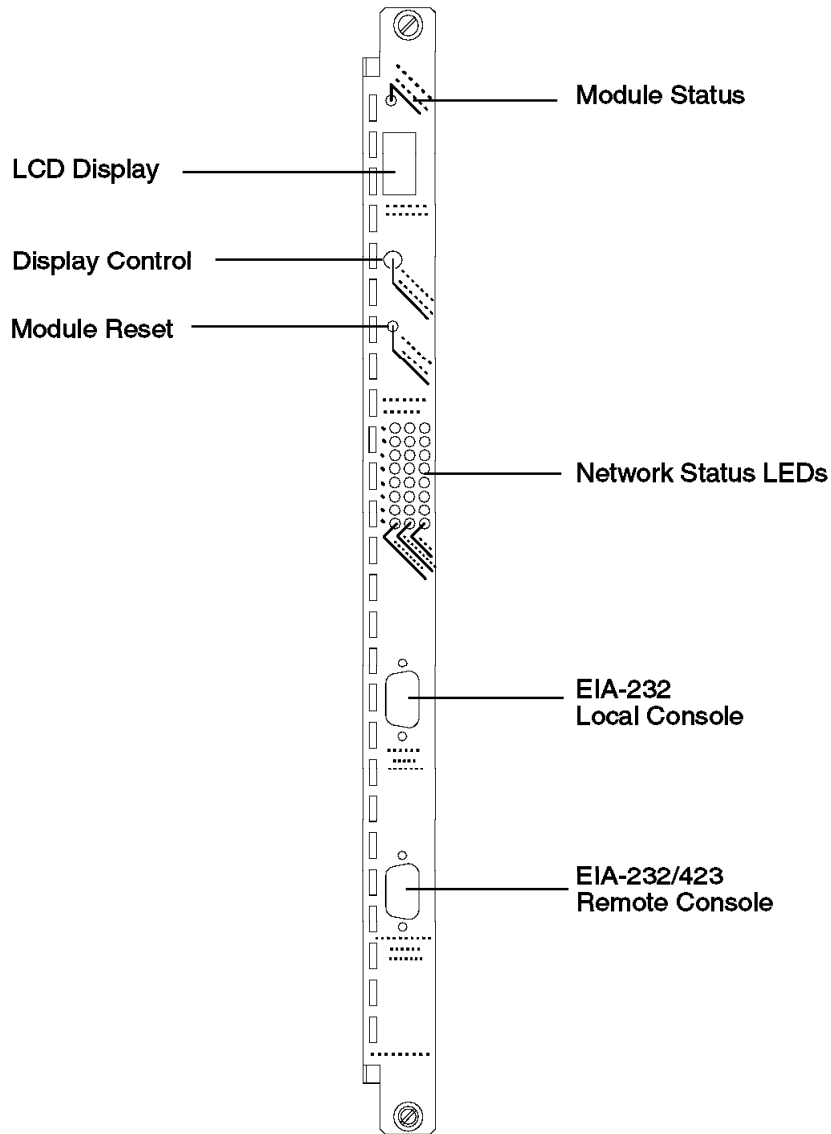 Module Status
LCD Display
Display Control
Module Reset
Network Status LEDs
EIA-232
Local Console
EIA-232/423
Remote Console